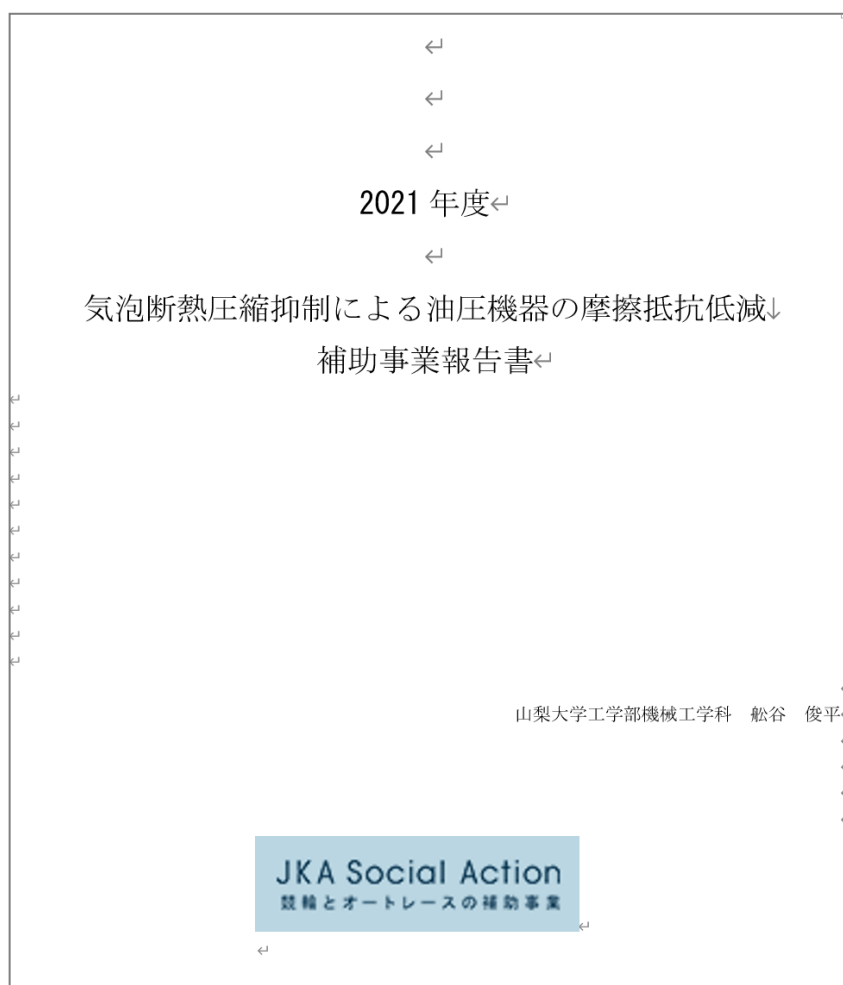 2021 年度
気泡断熱圧縮抑制による油圧機器の摩擦抵抗低減
補助事業報告書
山梨大学工学部機械工学科　舩谷　俊平
JKA Social Action
競輪とオートレースの補助事業